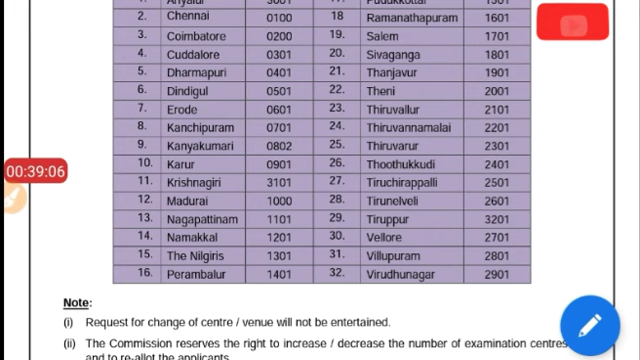 2. Chennai 0100 18 Ramanathapuram 1601
3. Coimbatore 0200 19. Salem 1701
4. Cuddalore 0301 20. Sivaganga 1801
5. Dharmapuri 0401 21. Thanjavur 1901
6. Dindigul 0501 22. Theni 2001
7. Erode 0601 23. Thiruvallur 2101
8. Kanchipuram 0701 24. Thiruvannamalai 2201
9. Kanyakumari 0802 25. Thiruvarur 2301
10. Karur 0901 26. Thoothukkudi 2401
11. Krishnagiri 3101 27. Tiruchirappalli 2501
12. Madurai 1000 28. Tirunelveli 2601
13. Nagapattinam 1101 29. Tiruppur 3201
14. Namakkal 1201 30. Vellore 2701
15. The Nilgiris 1301 31. Villupuram 2801
16. Perambalur 1401 32. Virudhunagar 2901
00:39:06
Note:
(i) Request for change of centre / venue will not be entertained.
(ii) The Commission reserves the right to increase / decrease the number of examination centres
and to re-allot the applicants